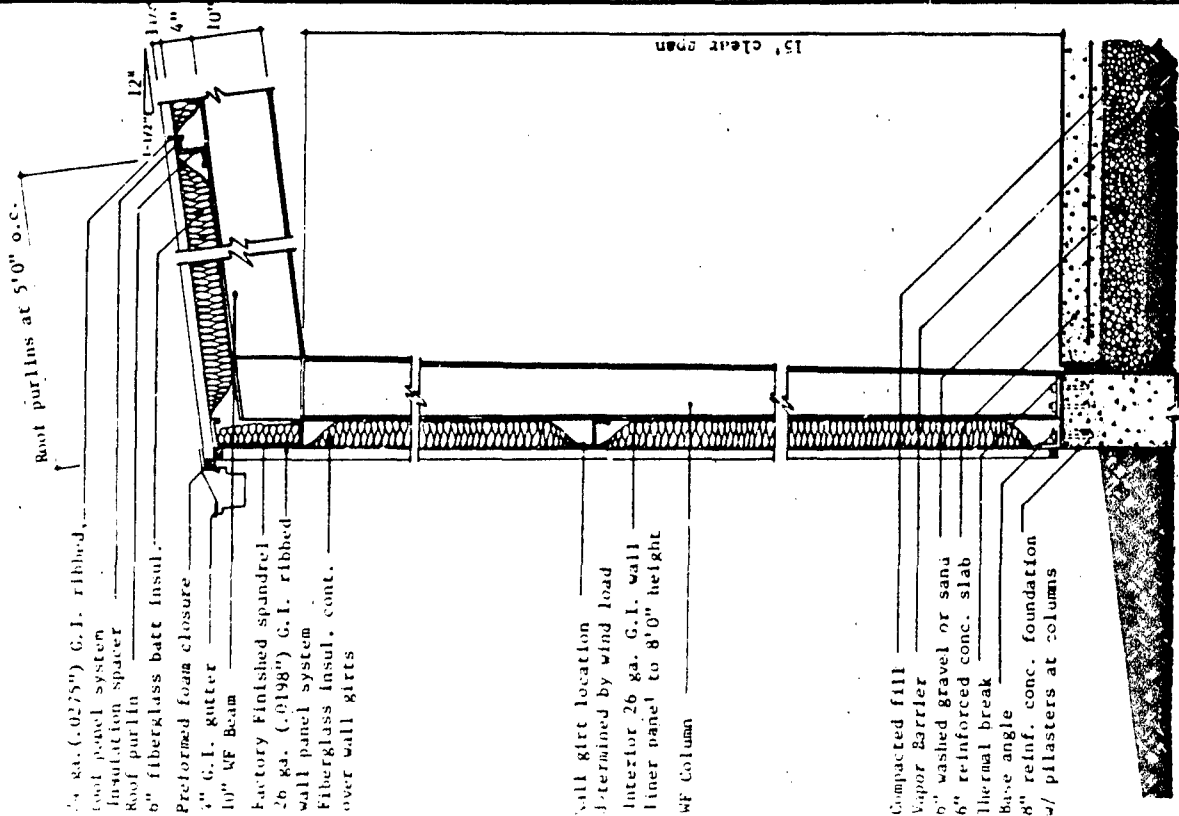 Roof purlins at 5'0" o.c.
1-1/2"
12"
4"
10"
15' clear span
ga. (.0275") G.I. ribbed,
panel system
Insulation spacer
Roof purlin
6" fiberglass batt insul.
Preformed foam closure
G.I. gutter
10" WF Beam
Factory Finished spandrel
26 ga. (.0198") G.I. ribbed
wall panel system
Fiberglass insul. cont.
over wall girts
girt location
determined by wind load
Interior 26 ga. G.I. wall
liner panel to 8'0" height
WF Column
Compacted fill
Vapor Barrier
6" washed gravel or sand
6" reinforced conc. slab
Thermal break
Base angle
8" reinf. conc. foundation
w/ pilasters at columns